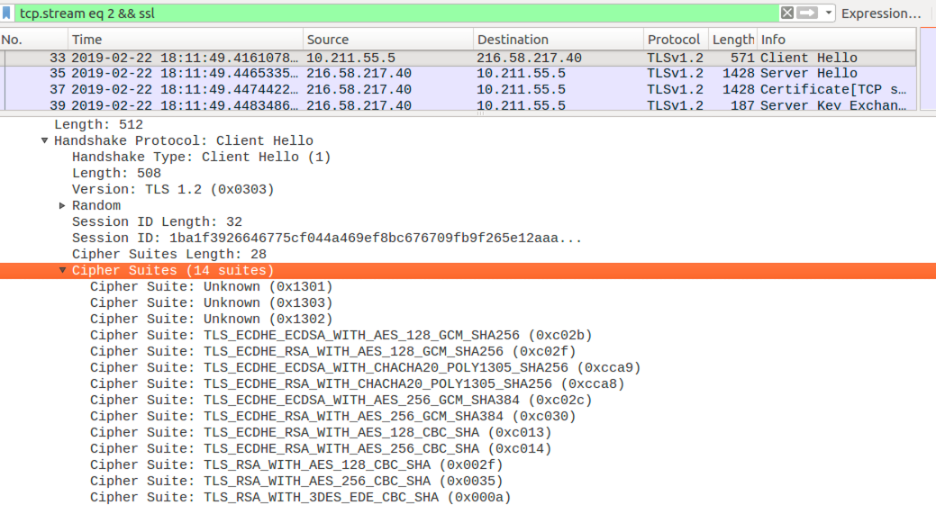 tcp.stream eq 2 && ssl Expression...
No. Time Source Destination Protocol Length Info
33 2019-02-22 18:11:49.4161078... 10.211.55.5 216.58.217.40 TLSv1.2 571 Client Hello
35 2019-02-22 18:11:49.4465335... 216.58.217.40 10.211.55.5 TLSv1.2 1428 Server Hello
37 2019-02-22 18:11:49.4474422... 216.58.217.40 10.211.55.5 TLSv1.2 1428 Certificate[TCP s...
39 2019-02-22 18:11:49.4483486... 216.58.217.40 10.211.55.5 TLSv1.2 187 Server Key Exchan...
Length: 512
Handshake Protocol: Client Hello
Handshake Type: Client Hello (1)
Length: 508
Version: TLS 1.2 (0x0303)
Random
Session ID Length: 32
Session ID: 1ba1f3926646775cf044a469ef8bc676709fb9f265e12aaa...
Cipher Suites Length: 28
Cipher Suites (14 suites)
Cipher Suite: Unknown (0x1301)
Cipher Suite: Unknown (0x1303)
Cipher Suite: Unknown (0x1302)
Cipher Suite: TLS_ECDHE_ECDSA_WITH_AES_128_GCM_SHA256 (0xc02b)
Cipher Suite: TLS_ECDHE_RSA_WITH_AES_128_GCM_SHA256 (0xc02f)
Cipher Suite: TLS_ECDHE_ECDSA_WITH_CHACHA20_POLY1305_SHA256 (0xcca9)
Cipher Suite: TLS_ECDHE_RSA_WITH_CHACHA20_POLY1305_SHA256 (0xcca8)
Cipher Suite: TLS_ECDHE_ECDSA_WITH_AES_256_GCM_SHA384 (0xc02c)
Cipher Suite: TLS_ECDHE_RSA_WITH_AES_256_GCM_SHA384 (0xc030)
Cipher Suite: TLS_ECDHE_RSA_WITH_AES_128_CBC_SHA (0xc013)
Cipher Suite: TLS_ECDHE_RSA_WITH_AES_256_CBC_SHA (0xc014)
Cipher Suite: TLS_RSA_WITH_AES_128_CBC_SHA (0x002f)
Cipher Suite: TLS_RSA_WITH_AES_256_CBC_SHA (0x0035)
Cipher Suite: TLS_RSA_WITH_3DES_EDE_CBC_SHA (0x000a)